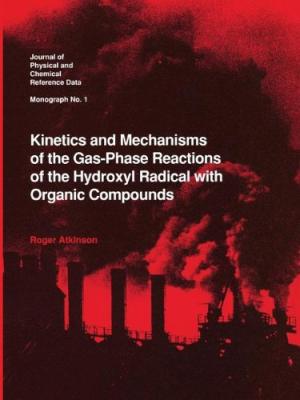 Journal of
Physical and
Chemical
Reference Data
Monograph No. 1
Kinetics and Mechanisms
of the Gas-Phase Reactions
of the Hydroxyl Radical with
Organic Compounds
Roger Atkinson